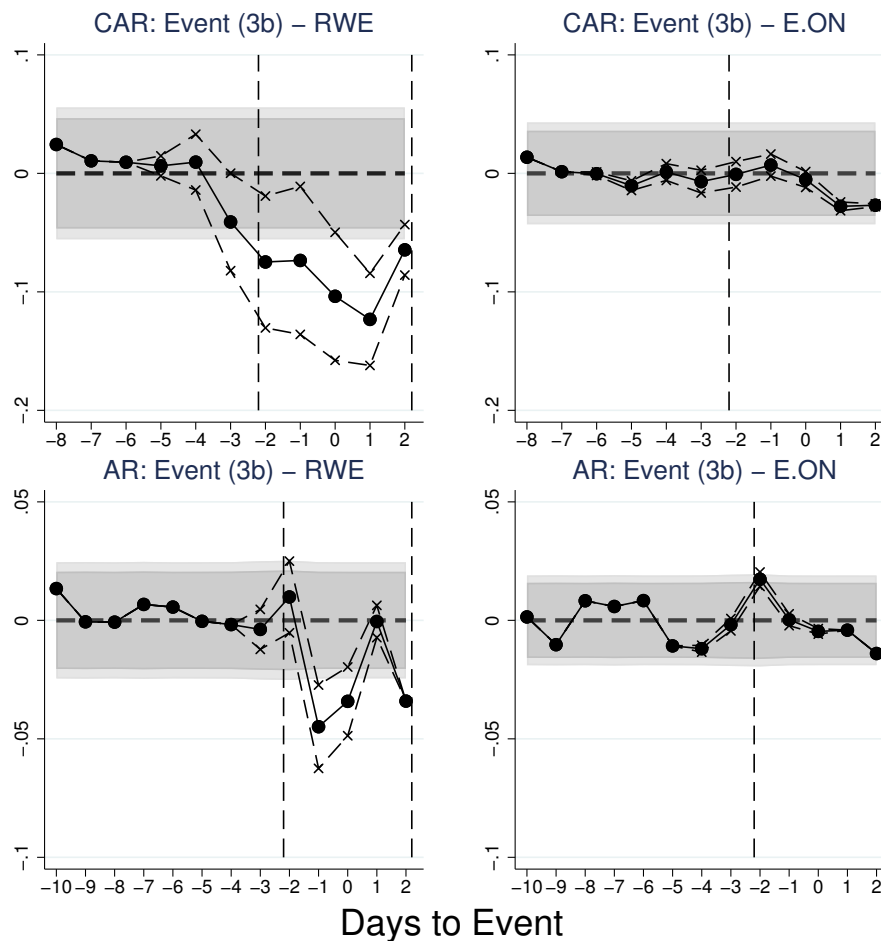 CAR: Event (3b) – RWE
CAR: Event (3b) – E.ON
.1
0
-.1
-.2
–8 –7 –6 –5 –4 –3 –2 –1 0 1 2
.1
0
-.1
-.2
–8 –7 –6 –5 –4 –3 –2 –1 0 1 2
AR: Event (3b) – RWE
AR: Event (3b) – E.ON
.05
0
-.05
-.1
–10 –9 –8 –7 –6 –5 –4 –3 –2 –1 0 1 2
.05
0
-.05
-.1
–10 –9 –8 –7 –6 –5 –4 –3 –2 –1 0 1 2
Days to Event